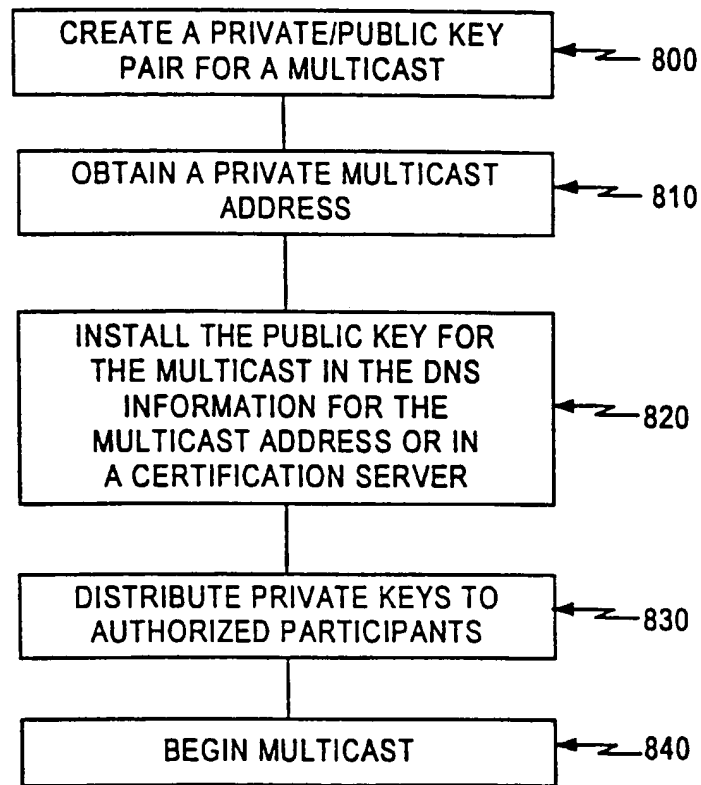 CREATE A PRIVATE/PUBLIC KEY
PAIR FOR A MULTICAST
800
OBTAIN A PRIVATE MULTICAST
ADDRESS
810
INSTALL THE PUBLIC KEY FOR
THE MULTICAST IN THE DNS
INFORMATION FOR THE
MULTICAST ADDRESS OR IN
A CERTIFICATION SERVER
820
DISTRIBUTE PRIVATE KEYS TO
AUTHORIZED PARTICIPANTS
830
BEGIN MULTICAST
840